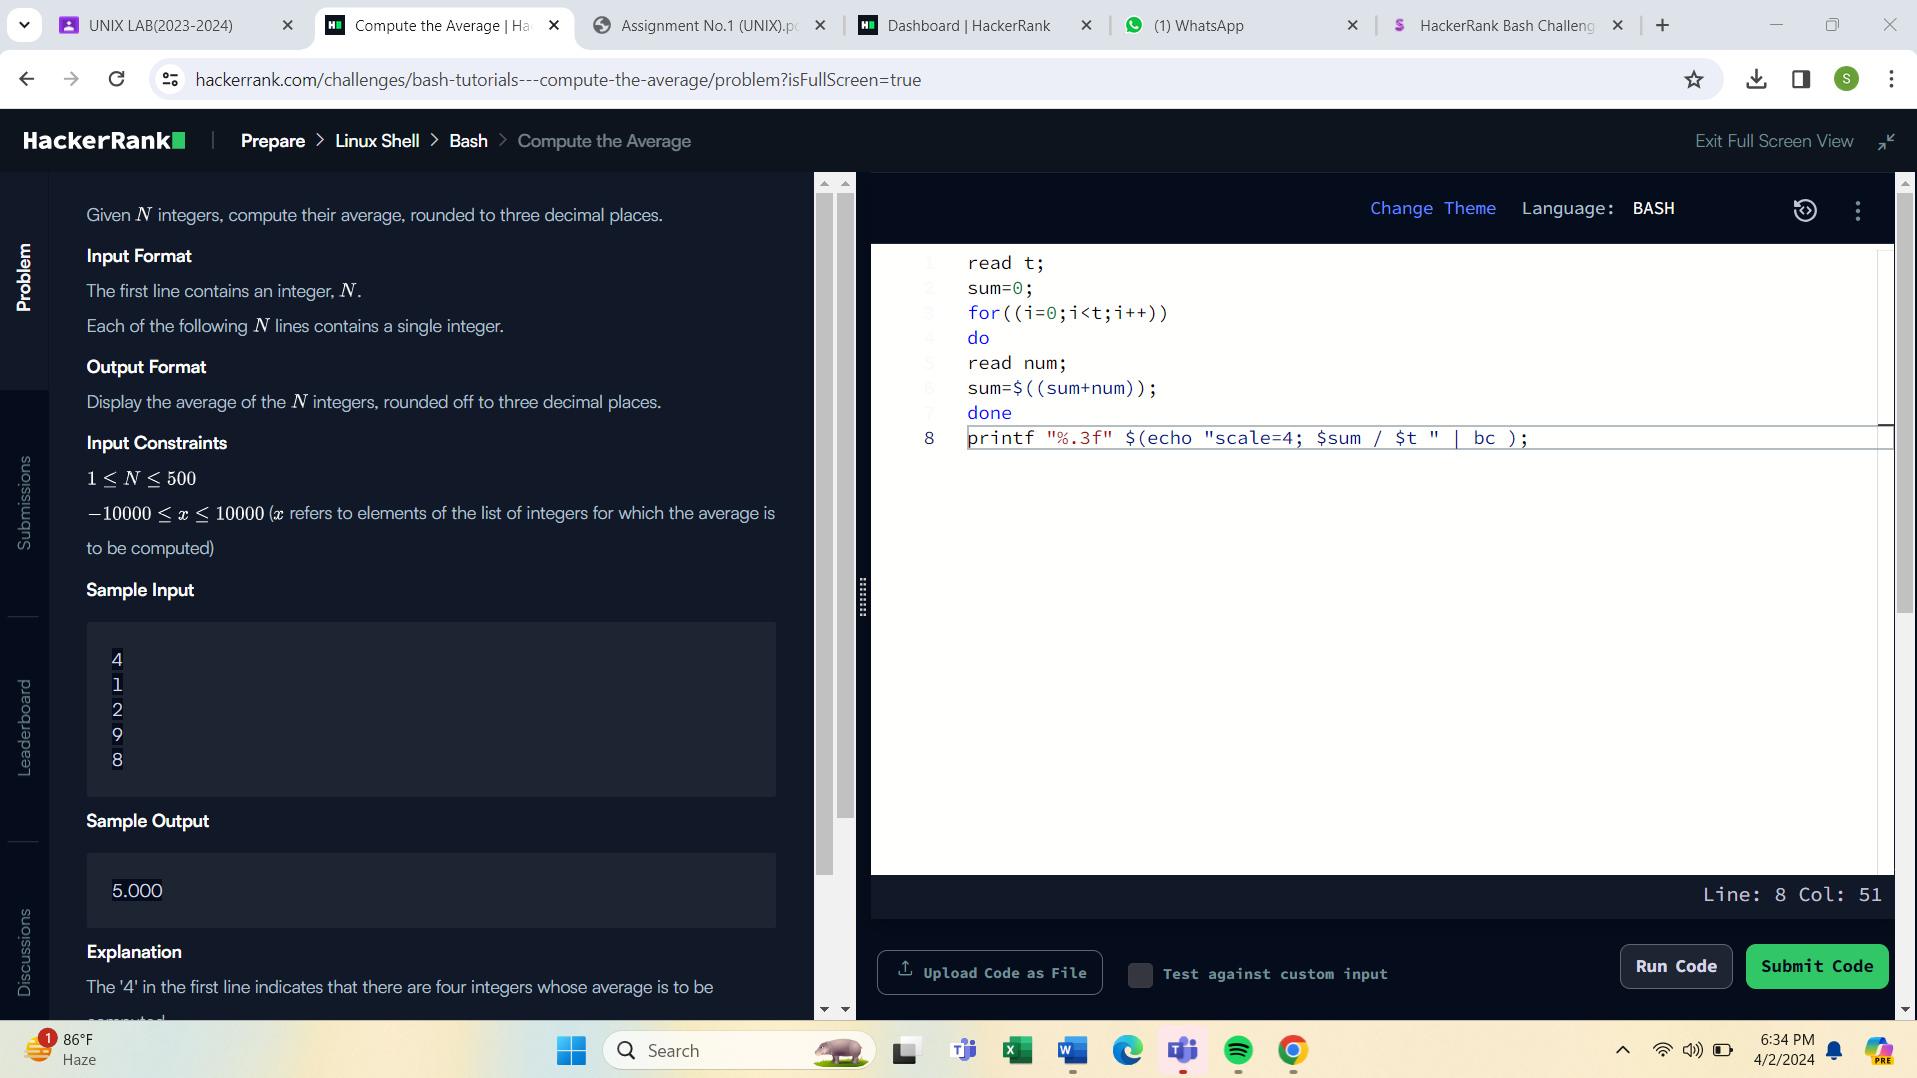 UNIX LAB(2023-2024)
Compute the Average | Ha
Assignment No.1 (UNIX).p
Dashboard | HackerRank
(1) WhatsApp
HackerRank Bash Challeng
hackerrank.com/challenges/bash-tutorials---compute-the-average/problem?isFullScreen=true
S
HackerRank
Prepare > Linux Shell > Bash > Compute the Average
Exit Full Screen View
Problem
Submissions
Leaderboard
Discussions
Given N integers, compute their average, rounded to three decimal places.
Input Format
The first line contains an integer, N.
Each of the following N lines contains a single integer.
Output Format
Display the average of the N integers, rounded off to three decimal places.
Input Constraints
1 ≤ N ≤ 500
−10000 ≤ x ≤ 10000 (x refers to elements of the list of integers for which the average is
to be computed)
Sample Input
4
1
2
9
8
Sample Output
5.000
Explanation
The '4' in the first line indicates that there are four integers whose average is to be
computed
Change Theme Language: BASH
1 read t;
2 sum=0;
3 for((i=0;i<t;i++))
4 do
5 read num;
6 sum=$((sum+num));
7 done
8 printf "%.3f" $(echo "scale=4; $sum / $t " | bc );
Line: 8 Col: 51
Upload Code as File
Test against custom input
Run Code
Submit Code
1
86°F
Haze
Search
6:34 PM
4/2/2024
PRE